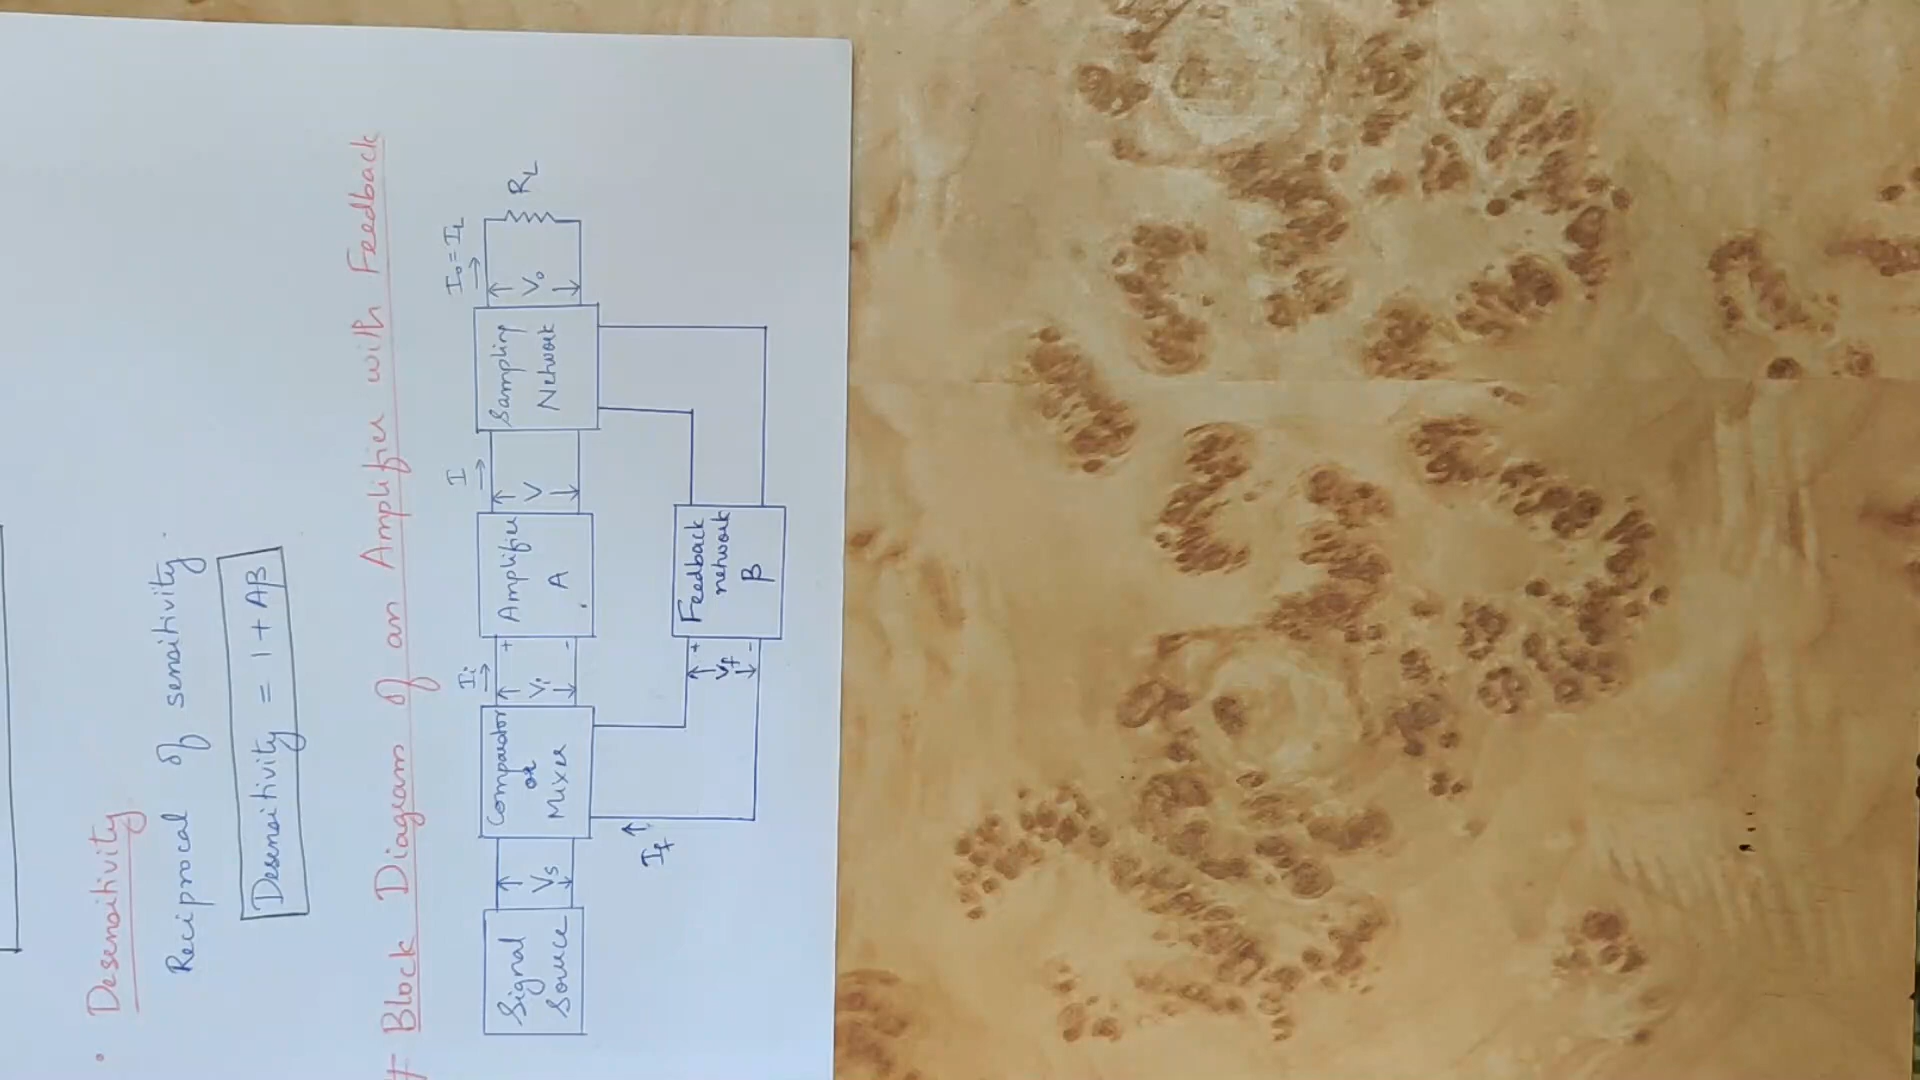 • Desensitivity
Reciprocal of sensitivity.
Desensitivity = 1 + Aβ
# Block Diagram of an Amplifier with Feedback
Signal Source
Vs
Comparator or Mixer
Ii
+
Vi
-
Amplifier A
I
V
Sampling Network
Io = IL
Vo
RL
If
+
Vf
-
Feedback network β